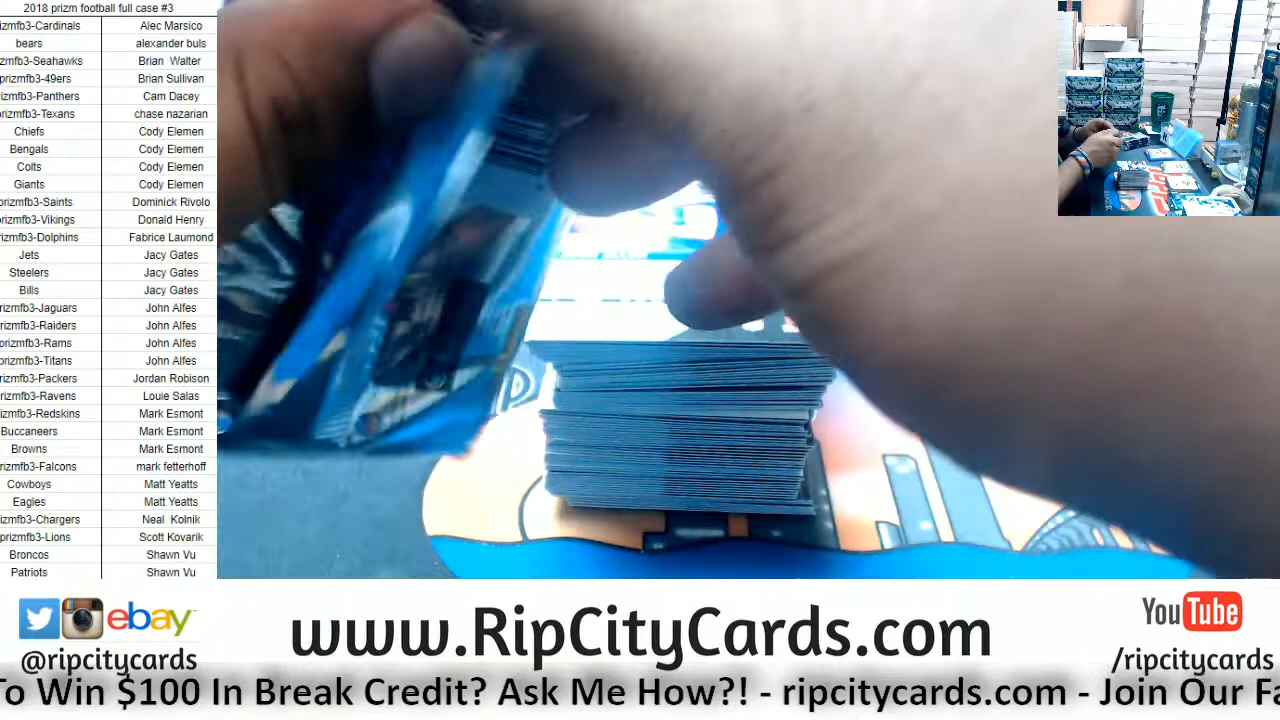 2018 prizm football full case #3
izmfb3-Cardinals Alec Marsico
bears alexander buls
izmfb3-Seahawks Brian Walter
prizmfb3-49ers Brian Sullivan
izmfb3-Panthers Cam Dacey
rizmfb3-Texans chase nazarian
Chiefs Cody Elemen
Bengals Cody Elemen
Colts Cody Elemen
Giants Cody Elemen
prizmfb3-Saints Dominick Rivolo
rizmfb3-Vikings Donald Henry
izmfb3-Dolphins Fabrice Laumond
Jets Jacy Gates
Steelers Jacy Gates
Bills Jacy Gates
rizmfb3-Jaguars John Alfes
rizmfb3-Raiders John Alfes
prizmfb3-Rams John Alfes
prizmfb3-Titans John Alfes
rizmfb3-Packers Jordan Robison
rizmfb3-Ravens Louie Salas
izmfb3-Redskins Mark Esmont
Buccaneers Mark Esmont
Browns Mark Esmont
rizmfb3-Falcons mark fetterhoff
Cowboys Matt Yeatts
Eagles Matt Yeatts
izmfb3-Chargers Neal Kolnik
prizmfb3-Lions Scott Kovarik
Broncos Shawn Vu
Patriots Shawn Vu
ebay
@ripcitycards
www.RipCityCards.com
YouTube
/ripcitycards
To Win $100 In Break Credit? Ask Me How?! - ripcitycards.com - Join Our Fa